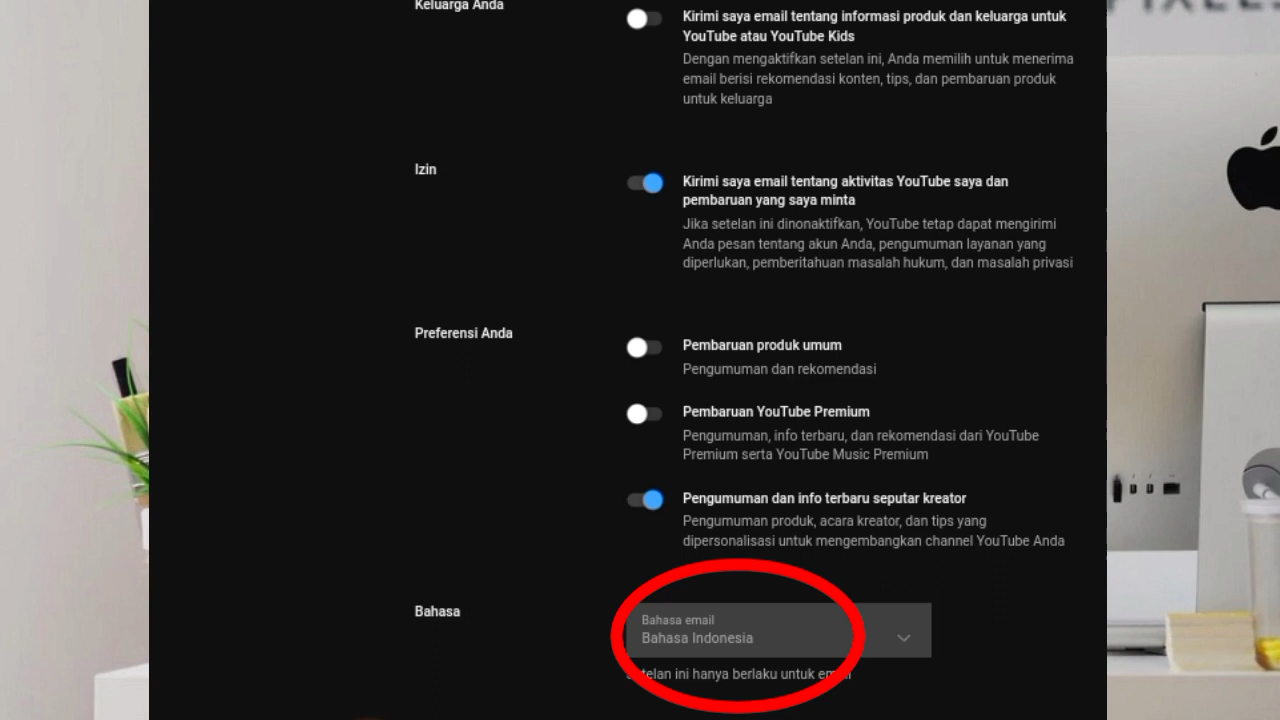 Keluarga Anda
Kirimi saya email tentang informasi produk dan keluarga untuk
YouTube atau YouTube Kids
Dengan mengaktifkan setelan ini, Anda memilih untuk menerima
email berisi rekomendasi konten, tips, dan pembaruan produk
untuk keluarga
Izin
Kirimi saya email tentang aktivitas YouTube saya dan
pembaruan yang saya minta
Jika setelan ini dinonaktifkan, YouTube tetap dapat mengirimi
Anda pesan tentang akun Anda, pengumuman layanan yang
diperlukan, pemberitahuan masalah hukum, dan masalah privasi
Preferensi Anda
Pembaruan produk umum
Pengumuman dan rekomendasi
Pembaruan YouTube Premium
Pengumuman, info terbaru, dan rekomendasi dari YouTube
Premium serta YouTube Music Premium
Pengumuman dan info terbaru seputar kreator
Pengumuman produk, acara kreator, dan tips yang
dipersonalisasi untuk mengembangkan channel YouTube Anda
Bahasa
Bahasa email
Bahasa Indonesia
Setelan ini hanya berlaku untuk email